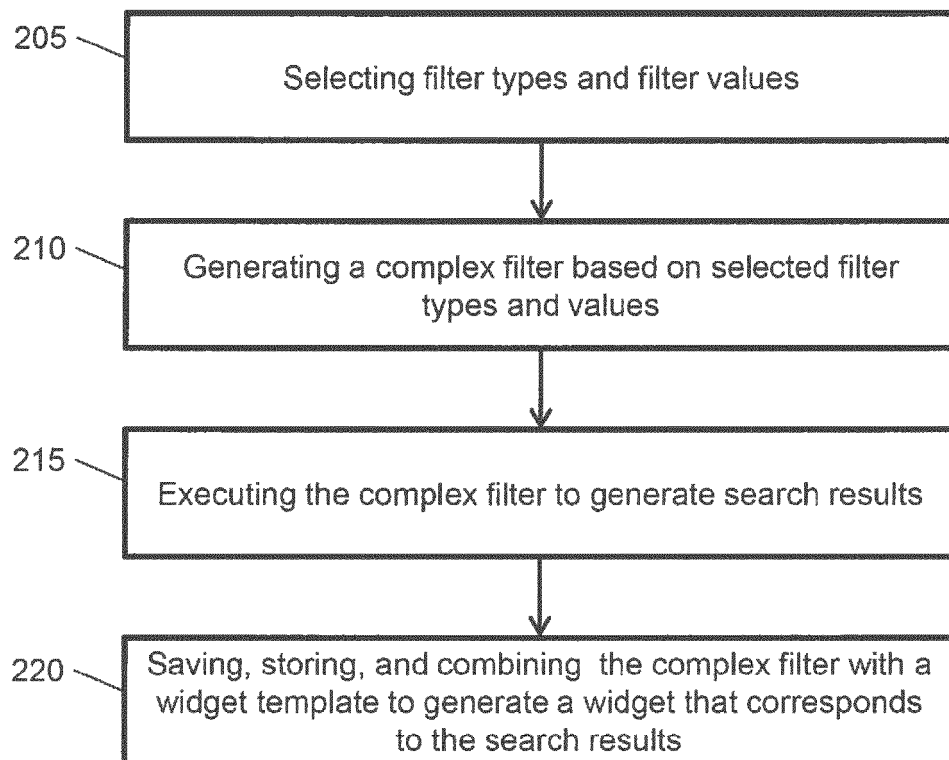 205
Selecting filter types and filter values
210
Generating a complex filter based on selected filter
types and values
215
Executing the complex filter to generate search results
220
Saving, storing, and combining the complex filter with a
widget template to generate a widget that corresponds
to the search results